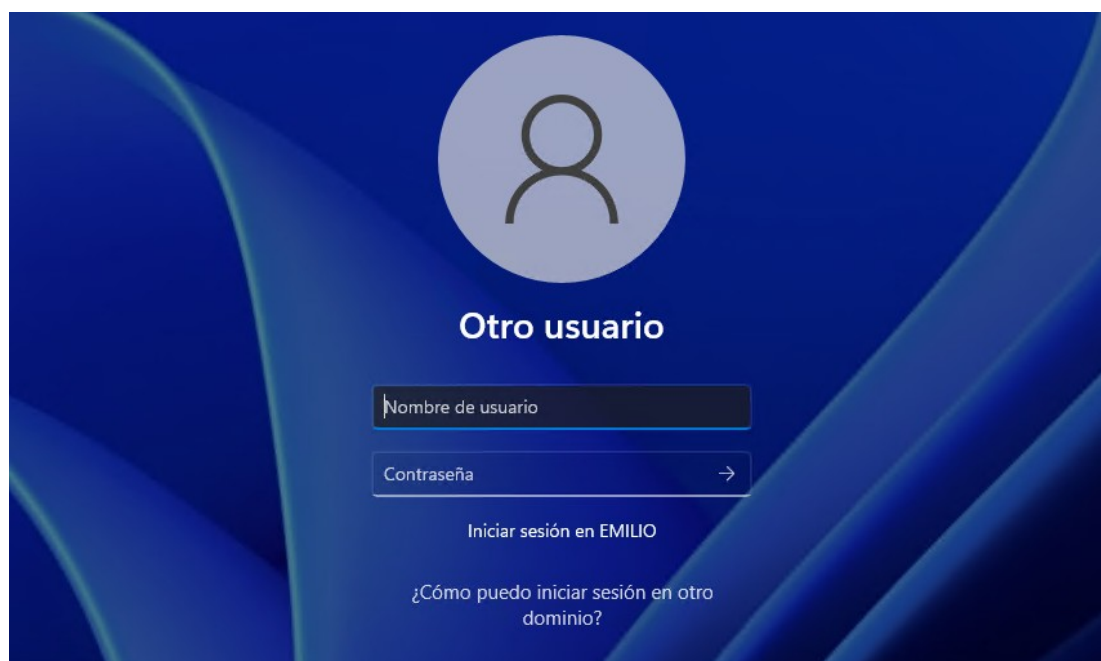 Otro usuario
Nombre de usuario
Contraseña
Iniciar sesión en EMILIO
¿Cómo puedo iniciar sesión en otro
dominio?